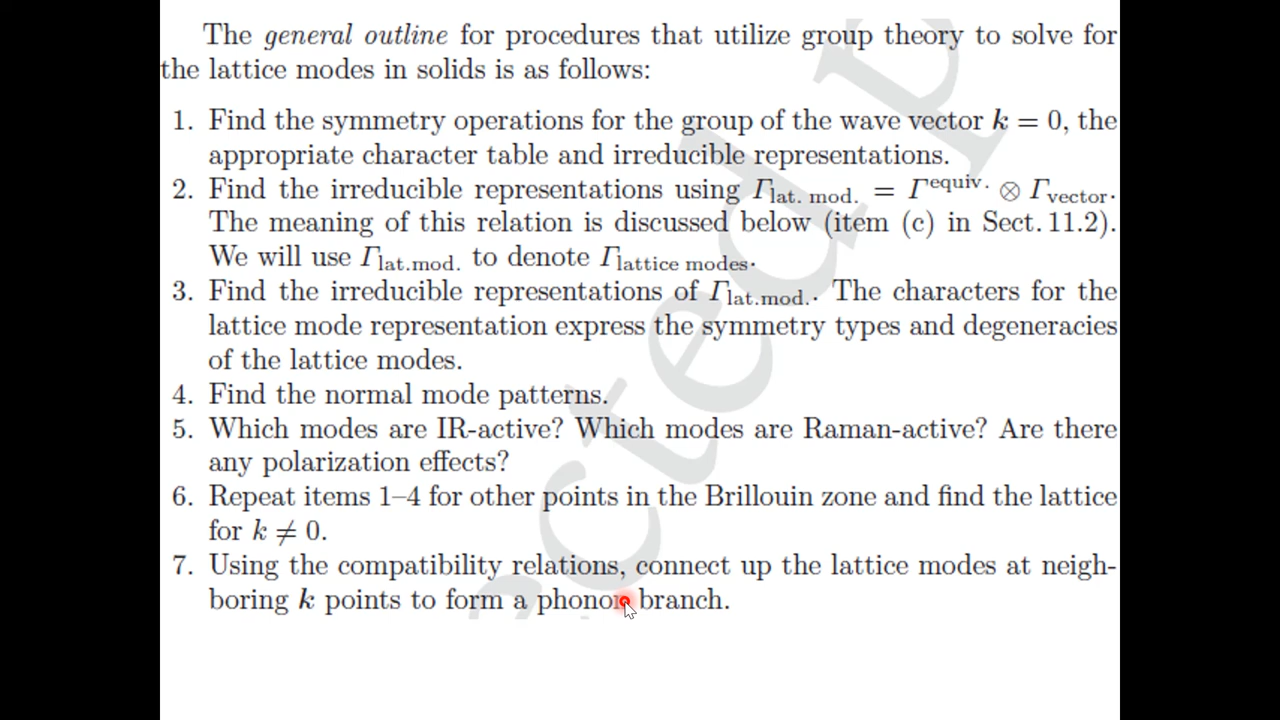 The general outline for procedures that utilize group theory to solve for
the lattice modes in solids is as follows:
1. Find the symmetry operations for the group of the wave vector k = 0, the
appropriate character table and irreducible representations.
2. Find the irreducible representations using Γlat. mod. = Γequiv. ⊗ Γvector.
The meaning of this relation is discussed below (item (c) in Sect. 11.2).
We will use Γlat.mod. to denote Γlattice modes.
3. Find the irreducible representations of Γlat.mod.. The characters for the
lattice mode representation express the symmetry types and degeneracies
of the lattice modes.
4. Find the normal mode patterns.
5. Which modes are IR-active? Which modes are Raman-active? Are there
any polarization effects?
6. Repeat items 1–4 for other points in the Brillouin zone and find the lattice
for k ≠ 0.
7. Using the compatibility relations, connect up the lattice modes at neigh-
boring k points to form a phonon branch.